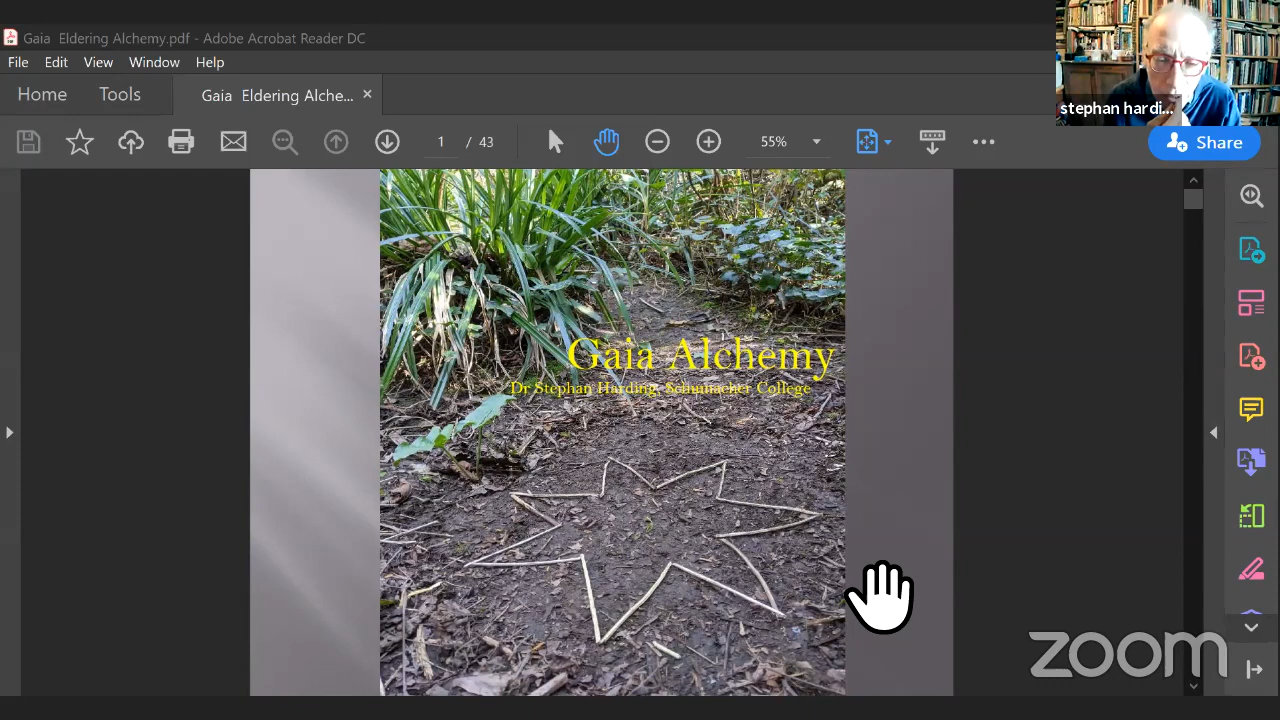 Gaia Eldering Alchemy.pdf - Adobe Acrobat Reader DC
File Edit View Window Help
Home Tools Gaia Eldering Alche... ×
1 / 43 55% Share
stephan hardi...
Gaia Alchemy
Dr Stephan Harding, Schumacher College
zoom